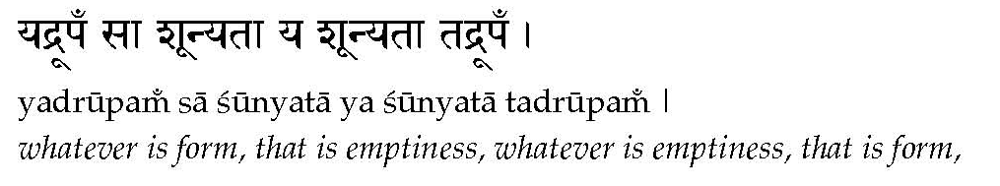 यद्रूपँ सा शून्यता य शून्यता तद्रूपँ ।
yadrūpam̐ sā śūnyatā ya śūnyatā tadrūpam̐ |
whatever is form, that is emptiness, whatever is emptiness, that is form,